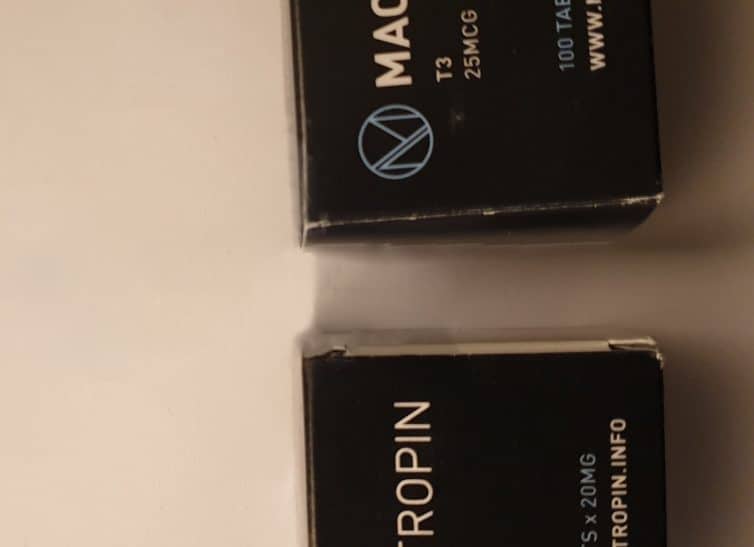 MAC
T3
25MCG
100 TAB
WWW.
TROPIN
TS x 20MG
TROPIN.INFO